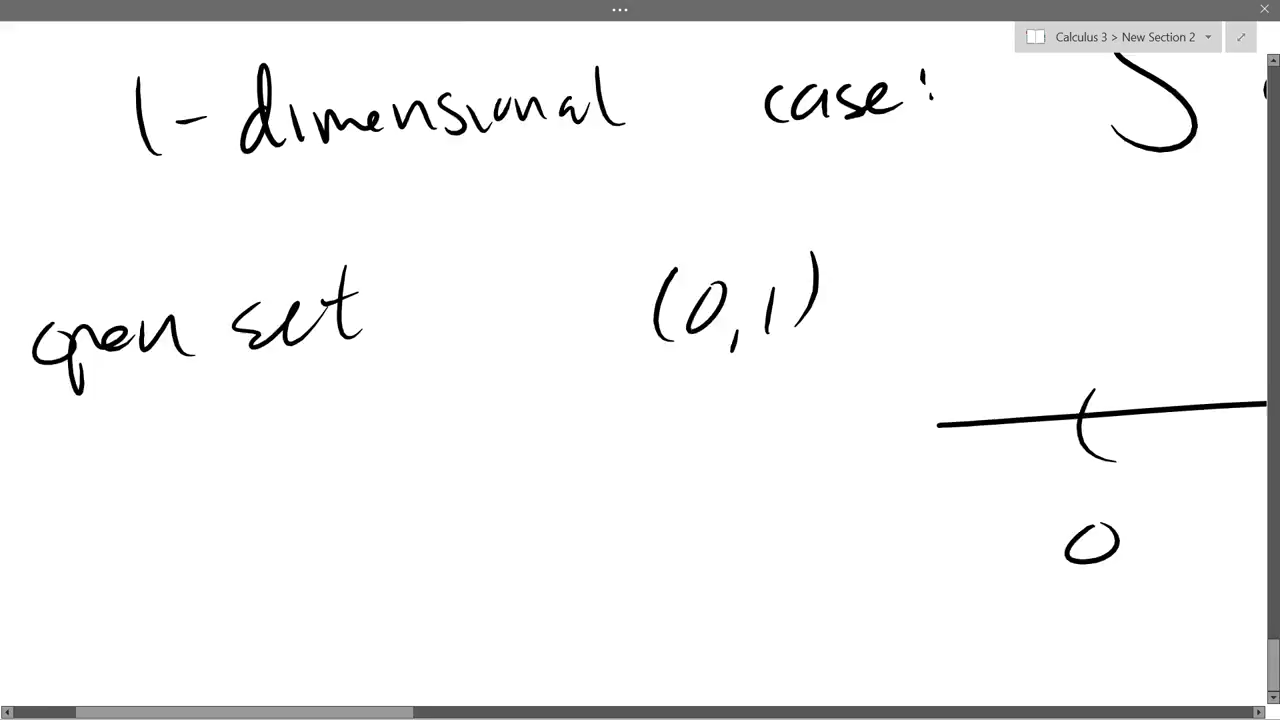 Calculus 3 > New Section 2
1-dimensional case:
open set (0,1)
(
0